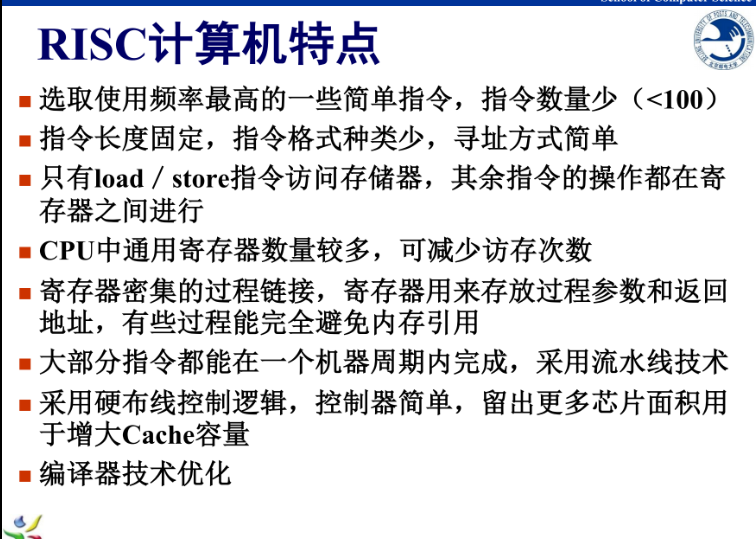 School of Computer Science
RISC计算机特点
选取使用频率最高的一些简单指令，指令数量少（<100）
指令长度固定，指令格式种类少，寻址方式简单
只有load／store指令访问存储器，其余指令的操作都在寄
存器之间进行
CPU中通用寄存器数量较多，可减少访存次数
寄存器密集的过程链接，寄存器用来存放过程参数和返回
地址，有些过程能完全避免内存引用
大部分指令都能在一个机器周期内完成，采用流水线技术
采用硬布线控制逻辑，控制器简单，留出更多芯片面积用
于增大Cache容量
编译器技术优化